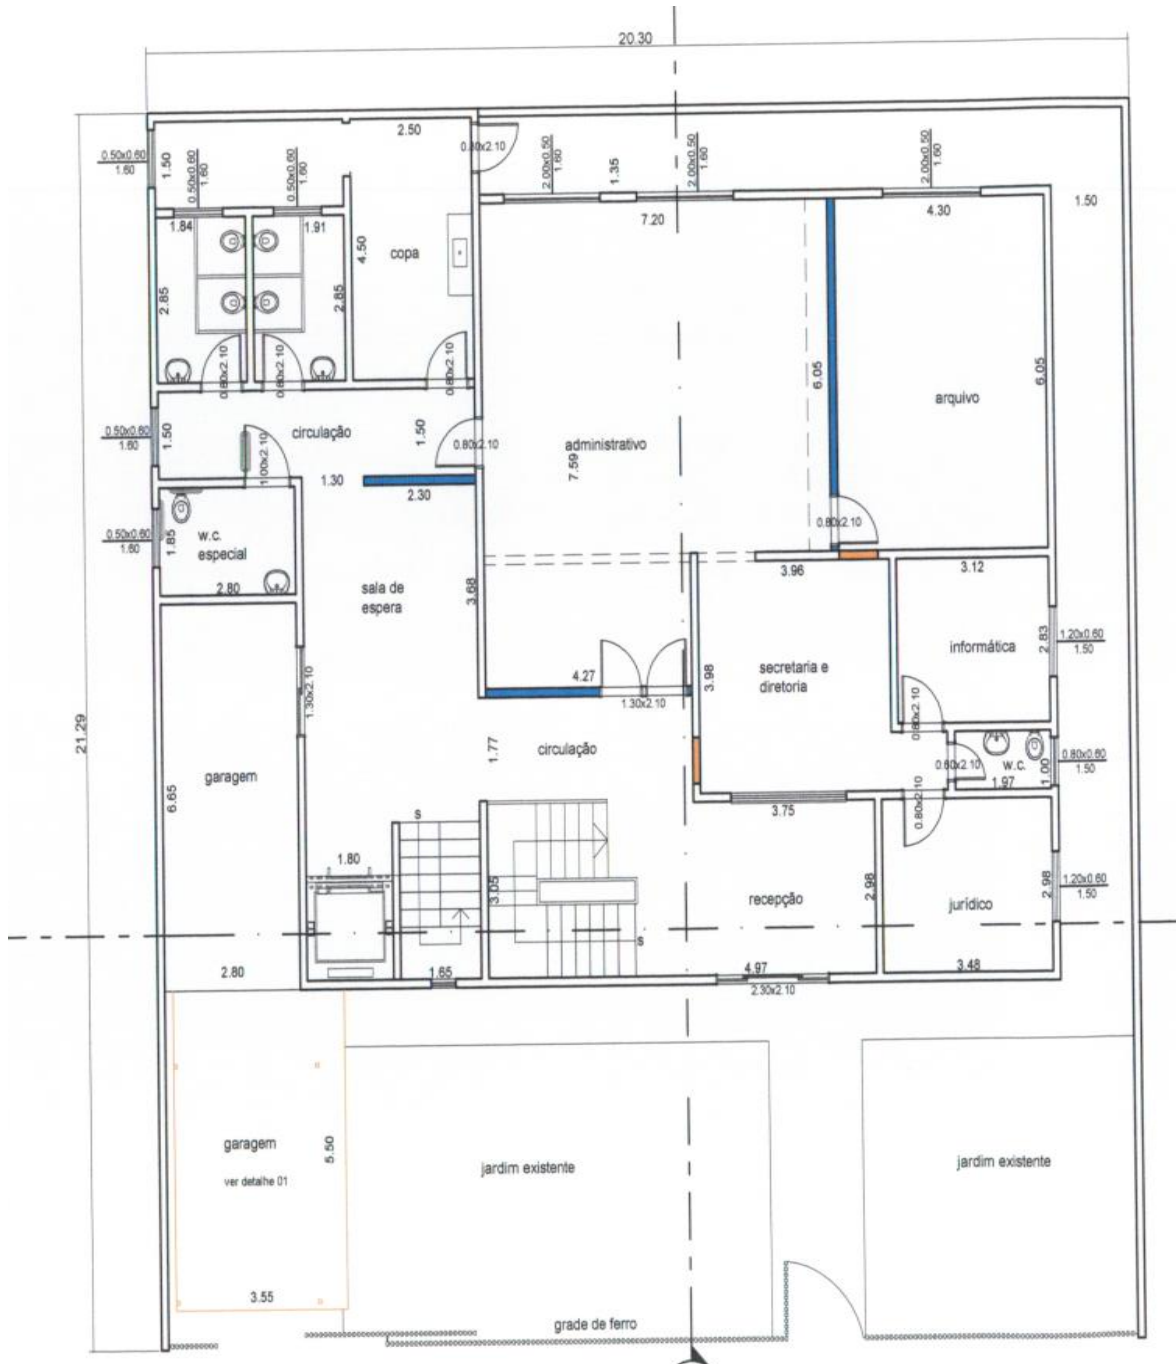 20.30
2.50
0.50x0.60
1.60
1.50
0.50x0.60
1.60
0.50x0.60
1.60
0.80x2.10
2.00x0.50
1.60
1.35
2.00x0.50
1.60
2.00x0.50
1.60
1.50
1.84
1.91
7.20
4.30
4.50
copa
2.85
2.85
0.80x2.10
0.80x2.10
0.80x2.10
6.05
6.05
arquivo
0.50x0.60
1.60
1.50
circulação
1.50
0.80x2.10
administrativo
7.59
1.00x2.10
1.30
2.30
0.80x2.10
0.50x0.60
1.60
1.85
w.c.
especial
2.80
sala de
espera
3.68
3.96
3.12
informática
2.83
1.20x0.60
1.50
secretaria e
diretoria
3.98
4.27
1.30x2.10
1.30x2.10
0.80x2.10
21.29
garagem
6.65
1.77
circulação
0.60x2.10
w.c.
1.97
1.00
0.80x0.60
1.50
0.80x2.10
3.75
s
1.80
3.05
recepção
2.98
jurídico
2.98
1.20x0.60
1.50
s
2.80
1.65
4.97
2.30x2.10
3.48
garagem
ver detalhe 01
5.50
3.55
jardim existente
jardim existente
grade de ferro